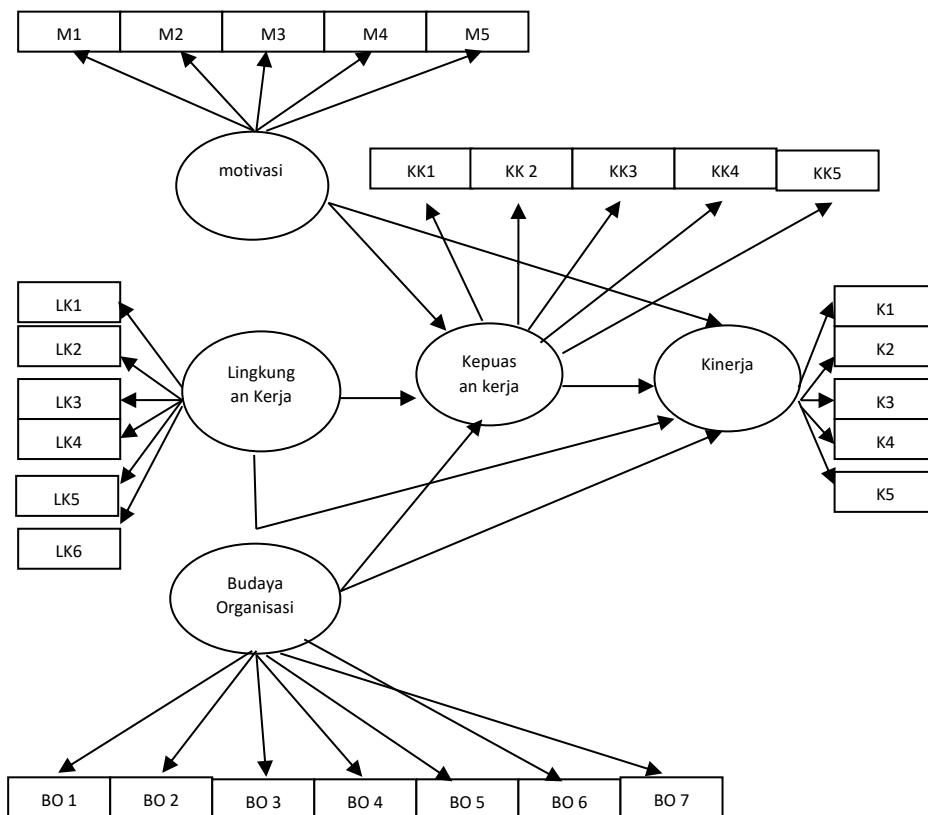 M1
M2
M3
M4
M5
motivasi
KK1
KK 2
KK3
KK4
KK5
LK1
LK2
LK3
LK4
LK5
LK6
Lingkung
an Kerja
Kepuas
an kerja
Kinerja
K1
K2
K3
K4
K5
Budaya
Organisasi
BO 1
BO 2
BO 3
BO 4
BO 5
BO 6
BO 7